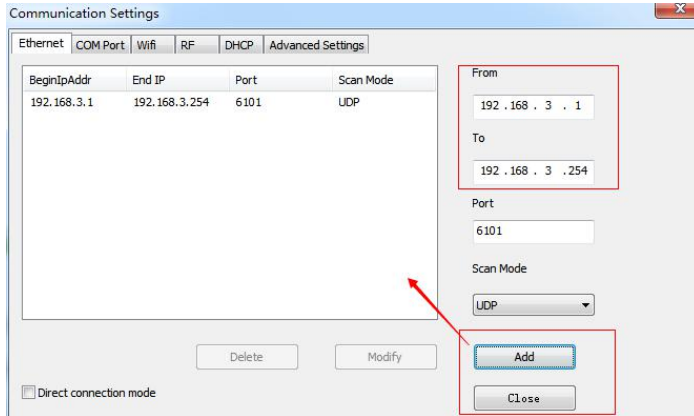 Communication Settings
Ethernet COM Port Wifi RF DHCP Advanced Settings
BeginIpAddr End IP Port Scan Mode
192.168.3.1 192.168.3.254 6101 UDP
From
192 .168 . 3 . 1
To
192 .168 . 3 .254
Port
6101
Scan Mode
UDP
Delete Modify Add
Direct connection mode Close